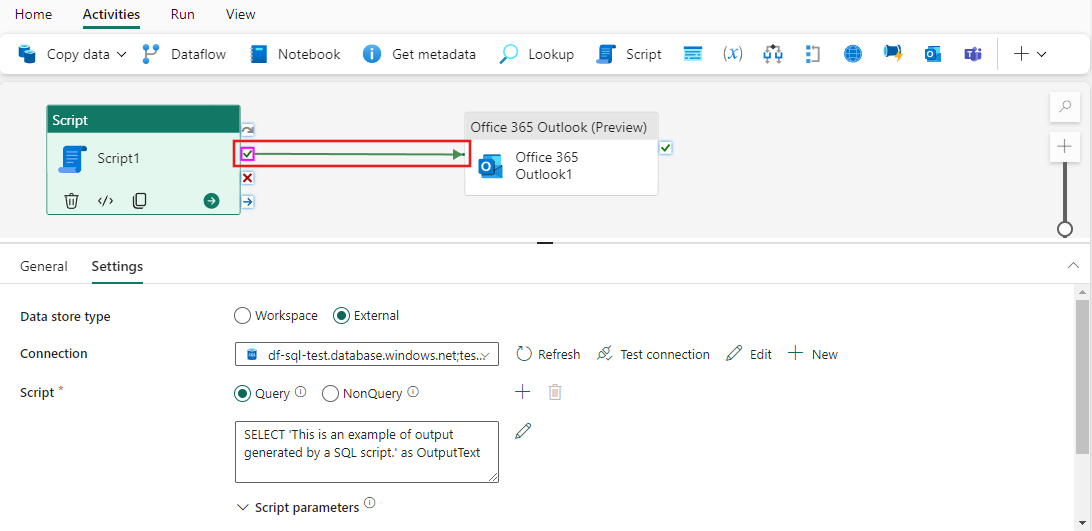 Home Activities Run View
Copy data Dataflow Notebook Get metadata Lookup Script (x)
Script
Script1
Office 365 Outlook (Preview)
Office 365
Outlook1
General Settings
Data store type Workspace External
Connection df-sql-test.database.windows.net;tes... Refresh Test connection Edit New
Script * Query NonQuery
SELECT 'This is an example of output
generated by a SQL script.' as OutputText
Script parameters